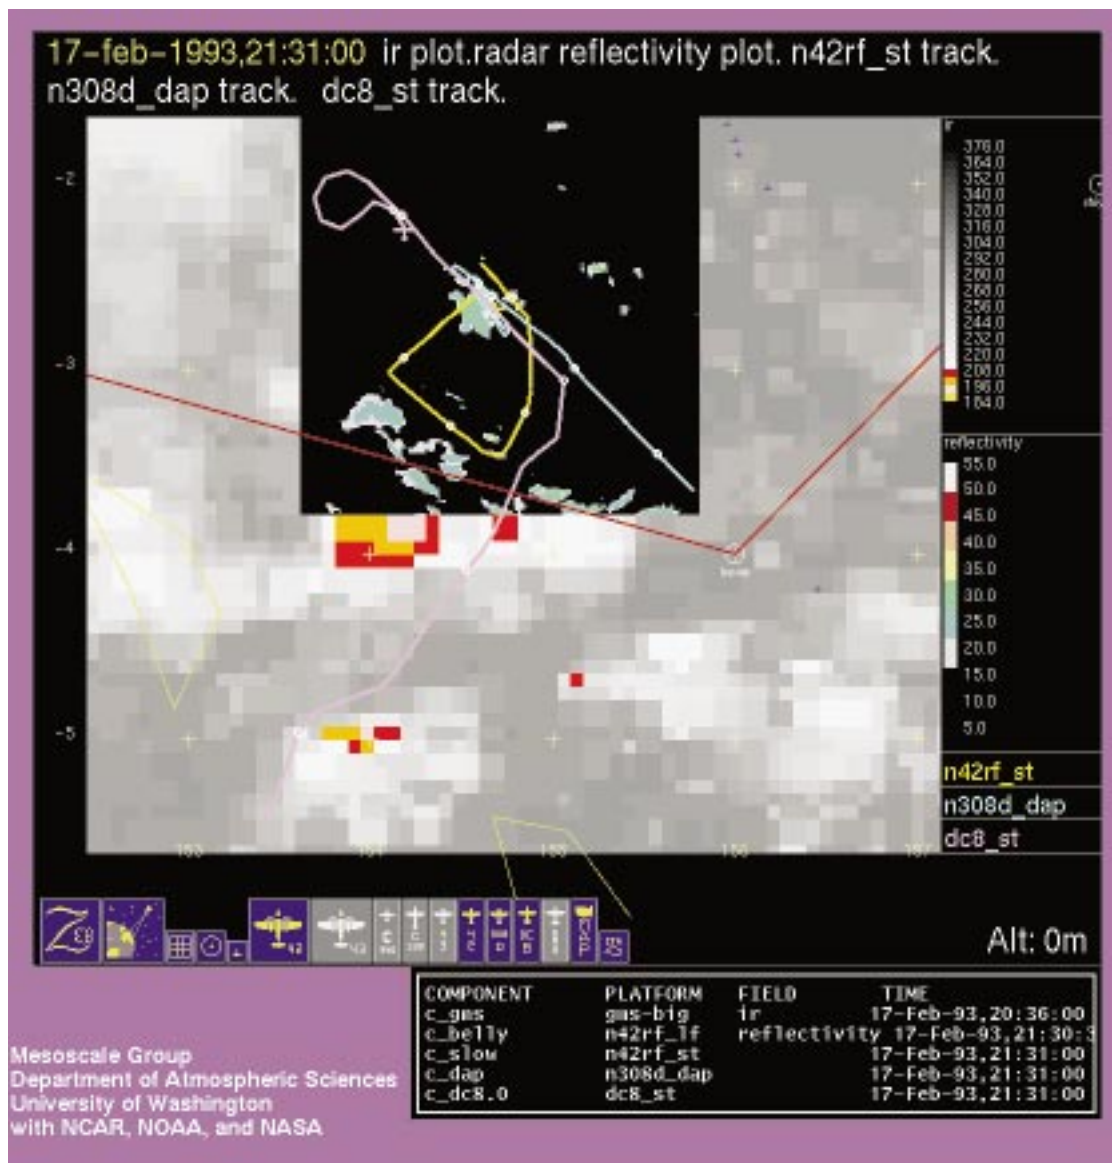 17-feb-1993,21:31:00 ir plot.radar reflectivity plot. n42rf_st track.
n308d_dap track. dc8_st track.
ir
376.0
364.0
352.0
340.0
328.0
316.0
304.0
292.0
280.0
268.0
256.0
244.0
232.0
220.0
208.0
196.0
184.0
-2
-3
-4
-5
reflectivity
55.0
50.0
45.0
40.0
35.0
30.0
25.0
20.0
15.0
10.0
5.0
n42rf_st
n308d_dap
dc8_st
153
154
155
156
157
42
43
Alt: 0m
COMPONENT PLATFORM FIELD TIME
c_gms gms-big ir 17-Feb-93,20:36:00
c_belly n42rf_lf reflectivity 17-Feb-93,21:30:3
c_slow n42rf_st 17-Feb-93,21:31:00
c_dap n308d_dap 17-Feb-93,21:31:00
c_dc8.0 dc8_st 17-Feb-93,21:31:00
Mesoscale Group
Department of Atmospheric Sciences
University of Washington
with NCAR, NOAA, and NASA